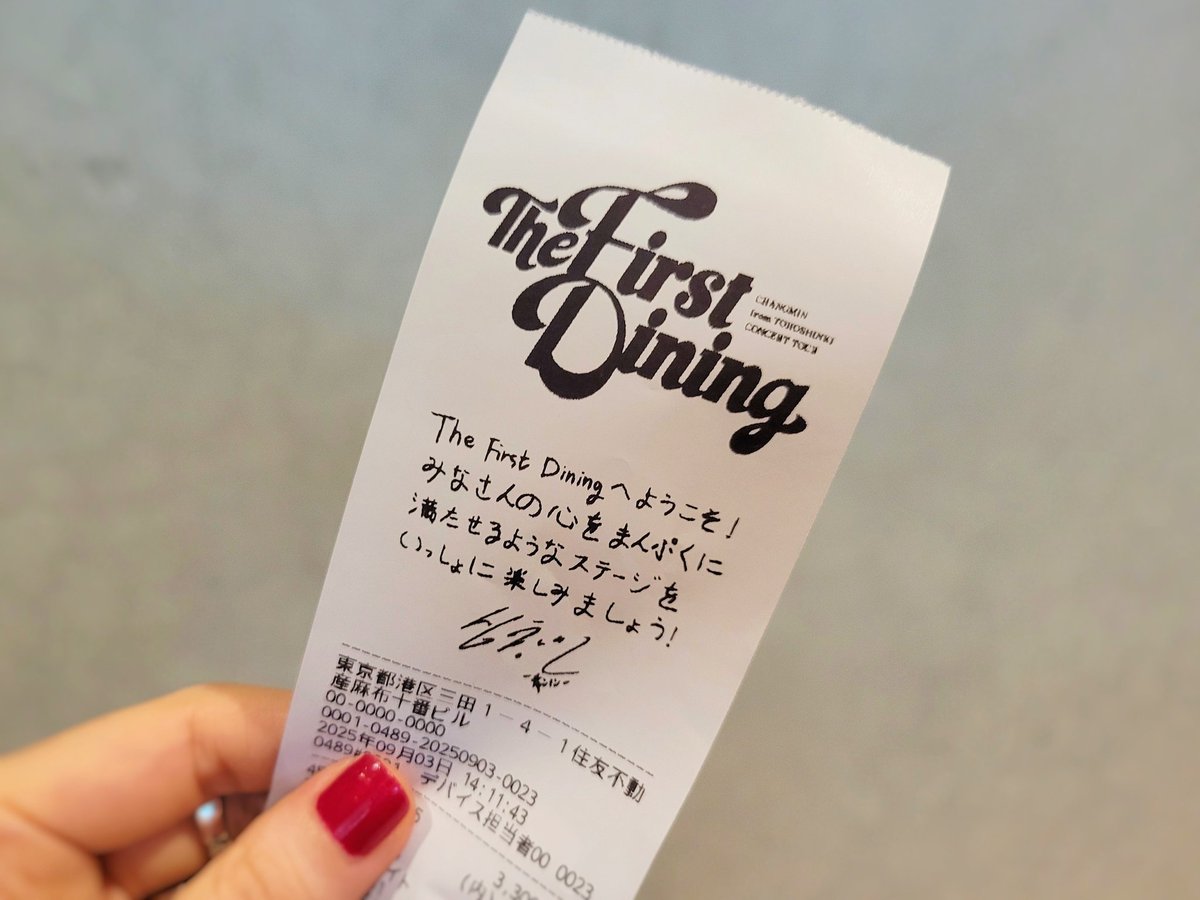 The First
Dining
CHANGMIN
from TOHOSHINKI
CONCERT TOUR
The First Diningへようこそ!
みなさんの心をまんぷくに
満たせるようなステージを
いっしょに楽しみましょう!
東京都港区三田1-4-1住友不動
産麻布十番ビル
00-0000-0000
0001-0489-20250903-0023
2025年09月03日 14:11:43
デバイス担当者00 0023